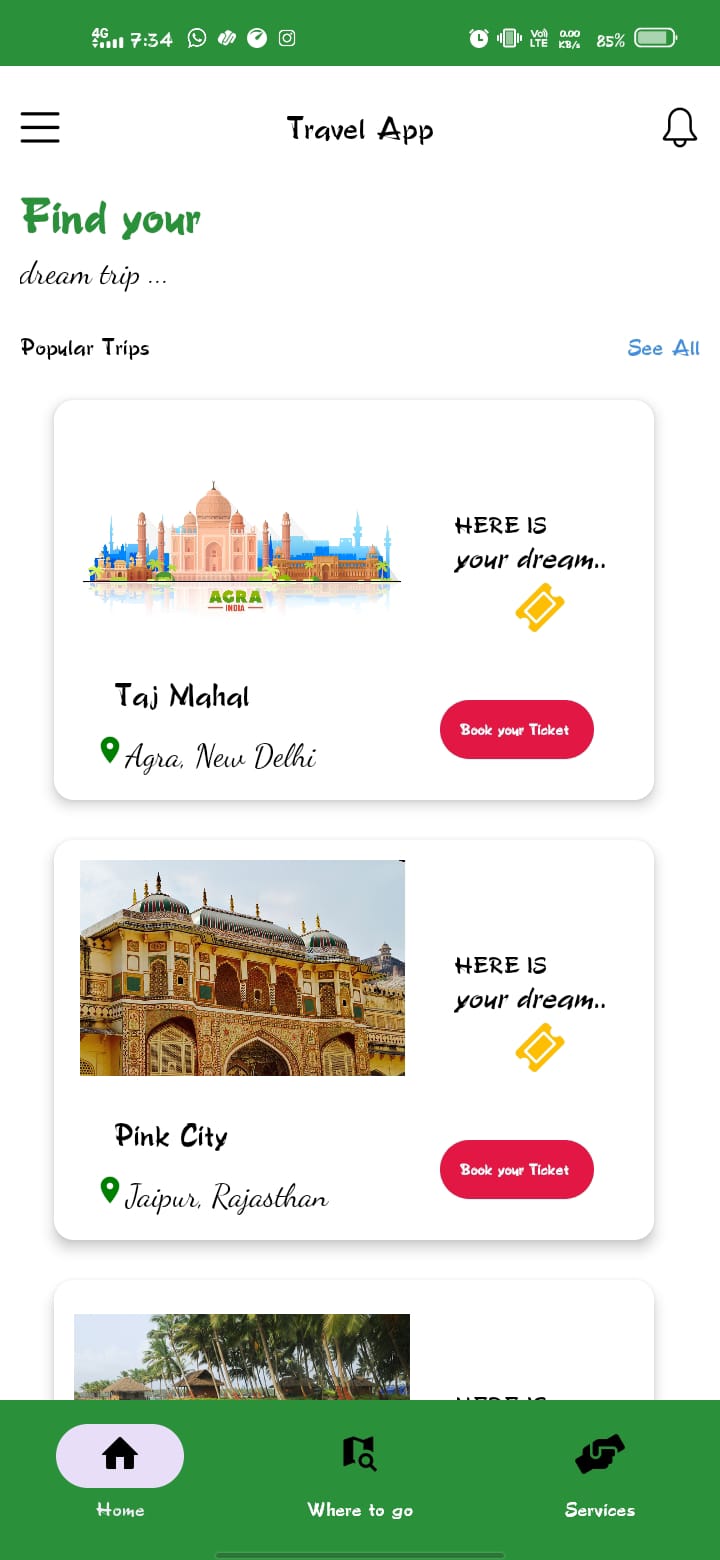 4G 7:34 Vo) LTE 0.00 KB/s 85%
Travel App
Find your
dream trip ...
Popular Trips See All
HERE IS
your dream..
AGRA
INDIA
Taj Mahal
Book your Ticket
Agra, New Delhi
HERE IS
your dream..
Pink City
Book your Ticket
Jaipur, Rajasthan
Home Where to go Services